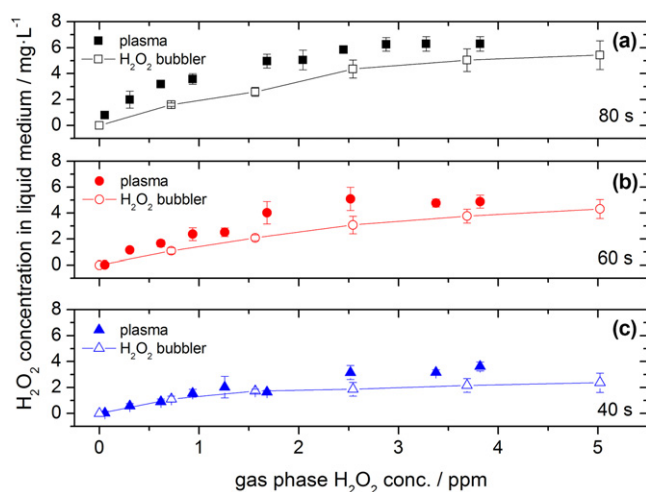 H₂O₂ concentration in liquid medium / mg·L⁻¹
8
6
4
2
0
plasma
H₂O₂ bubbler
(a)
80 s
8
6
4
2
0
plasma
H₂O₂ bubbler
(b)
60 s
8
6
4
2
0
plasma
H₂O₂ bubbler
(c)
40 s
0 1 2 3 4 5
gas phase H₂O₂ conc. / ppm